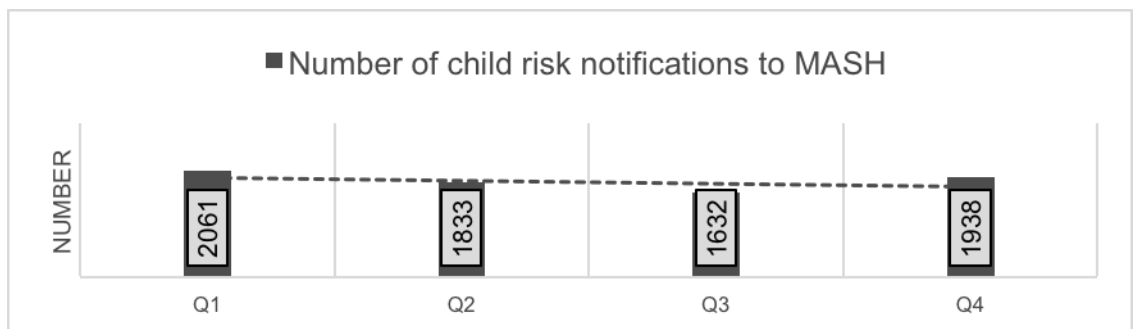 Number of child risk notifications to MASH
NUMBER
2061
1833
1632
1938
Q1
Q2
Q3
Q4